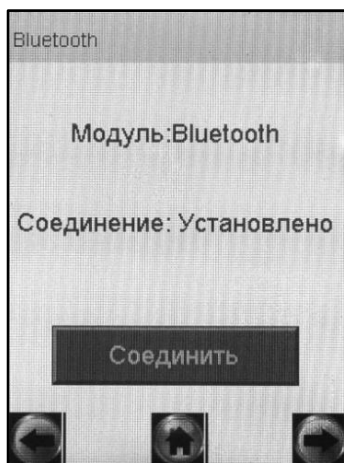 Bluetooth
Модуль:Bluetooth
Соединение: Установлено
Соединить